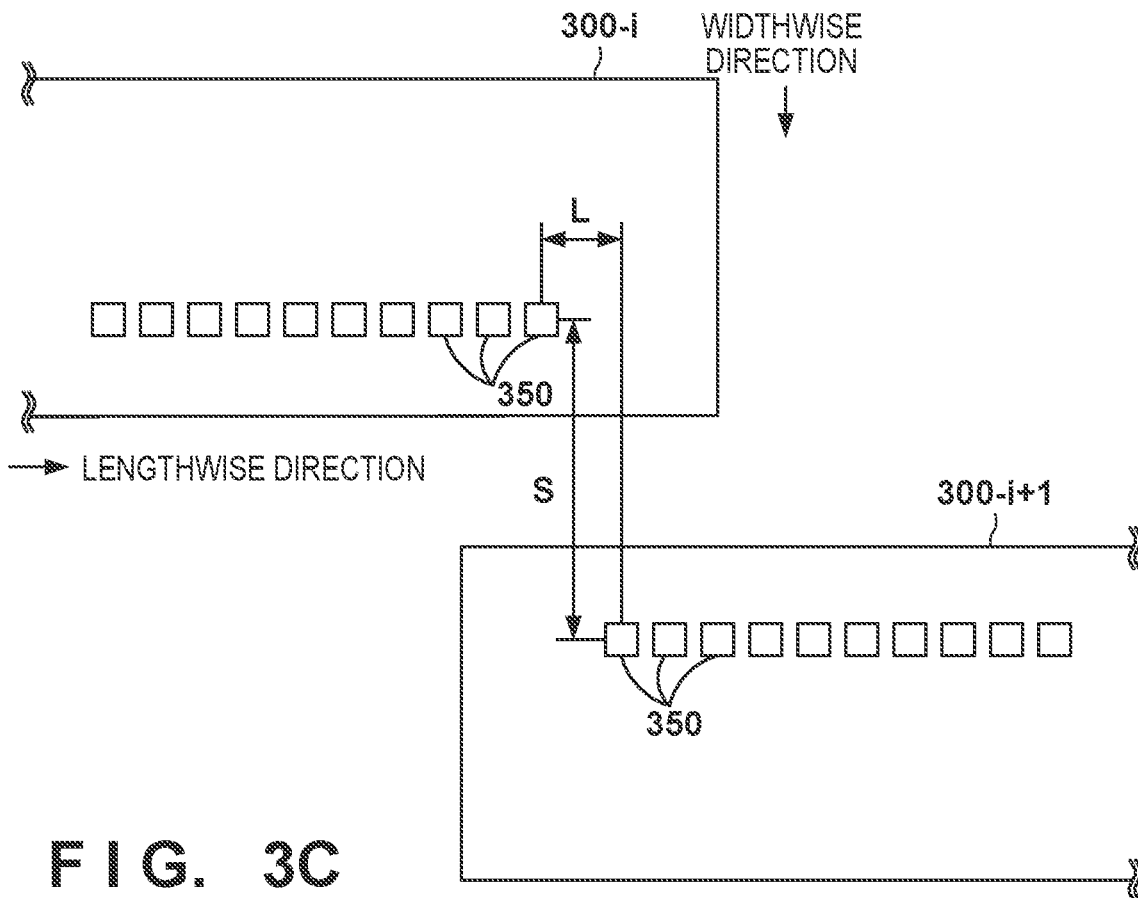 300-i
WIDTHWISE
DIRECTION
L
350
LENGTHWISE DIRECTION
S
300-i+1
350
FIG. 3C